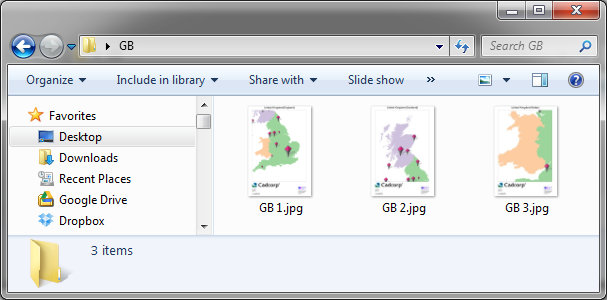 GB
Search GB
Organize
Include in library
Share with
Slide show
»
Favorites
Desktop
Downloads
Recent Places
Google Drive
Dropbox
Cadcorp
Cadcorp
Cadcorp
GB 1.jpg
GB 2.jpg
GB 3.jpg
3 items